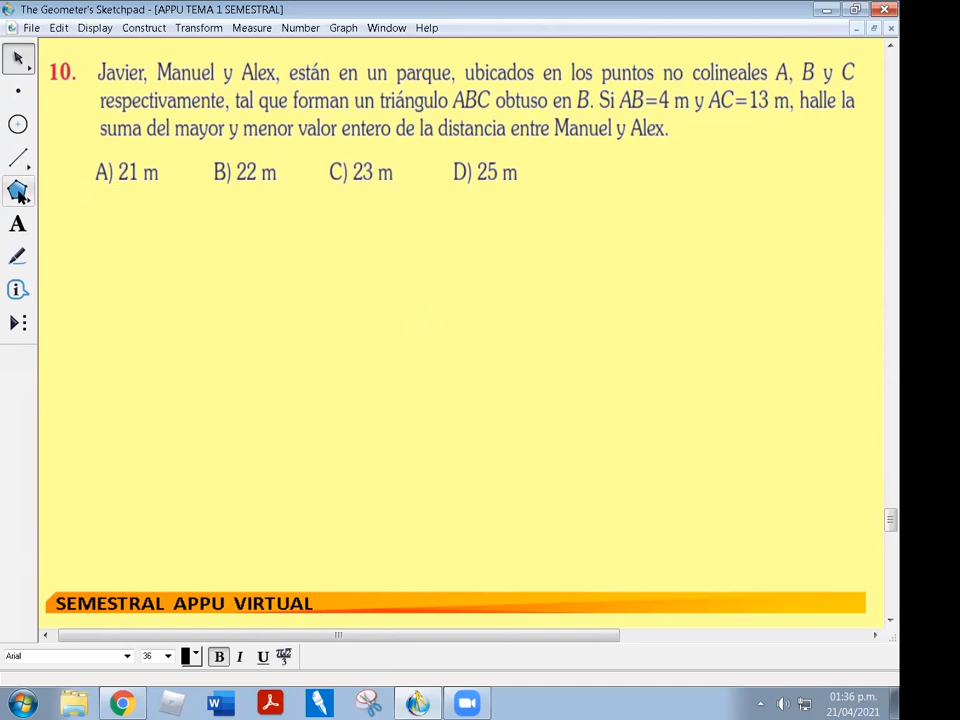 The Geometer's Sketchpad - [APPU TEMA 1 SEMESTRAL]
File Edit Display Construct Transform Measure Number Graph Window Help
10. Javier, Manuel y Alex, están en un parque, ubicados en los puntos no colineales A, B y C
respectivamente, tal que forman un triángulo ABC obtuso en B. Si AB=4 m y AC=13 m, halle la
suma del mayor y menor valor entero de la distancia entre Manuel y Alex.
A) 21 m B) 22 m C) 23 m D) 25 m
A
SEMESTRAL APPU VIRTUAL
Arial 36 B I U
01:36 p.m.
21/04/2021